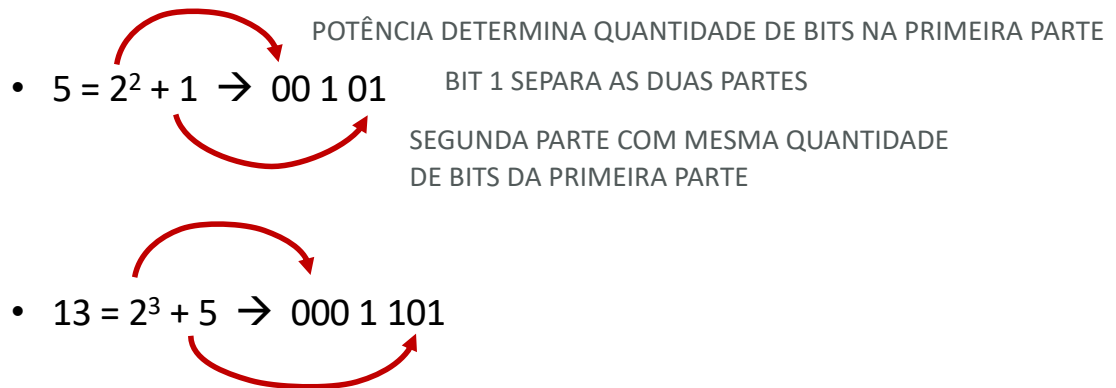 POTÊNCIA DETERMINA QUANTIDADE DE BITS NA PRIMEIRA PARTE
• 5 = 2² + 1 → 00 1 01
BIT 1 SEPARA AS DUAS PARTES
SEGUNDA PARTE COM MESMA QUANTIDADE
DE BITS DA PRIMEIRA PARTE
• 13 = 2³ + 5 → 000 1 101